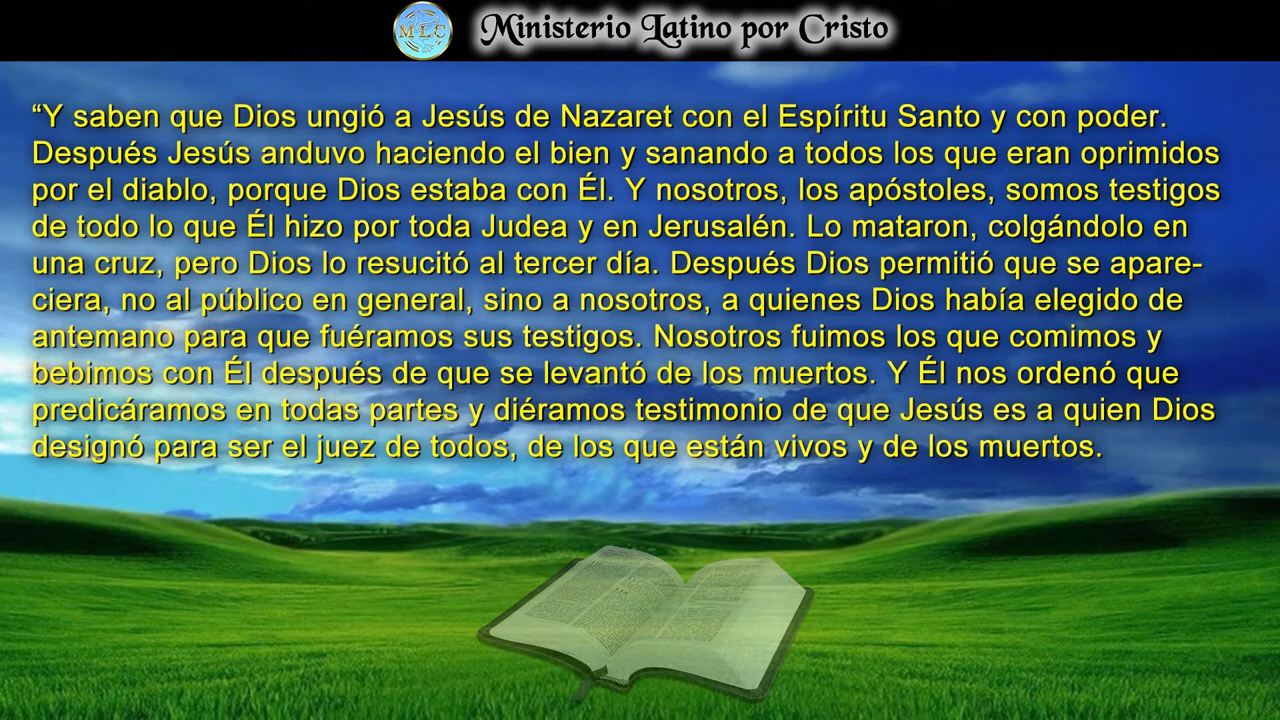 MLC
Ministerio Latino por Cristo
“Y saben que Dios ungió a Jesús de Nazaret con el Espíritu Santo y con poder.
Después Jesús anduvo haciendo el bien y sanando a todos los que eran oprimidos
por el diablo, porque Dios estaba con Él. Y nosotros, los apóstoles, somos testigos
de todo lo que Él hizo por toda Judea y en Jerusalén. Lo mataron, colgándolo en
una cruz, pero Dios lo resucitó al tercer día. Después Dios permitió que se apare-
ciera, no al público en general, sino a nosotros, a quienes Dios había elegido de
antemano para que fuéramos sus testigos. Nosotros fuimos los que comimos y
bebimos con Él después de que se levantó de los muertos. Y Él nos ordenó que
predicáramos en todas partes y diéramos testimonio de que Jesús es a quien Dios
designó para ser el juez de todos, de los que están vivos y de los muertos.